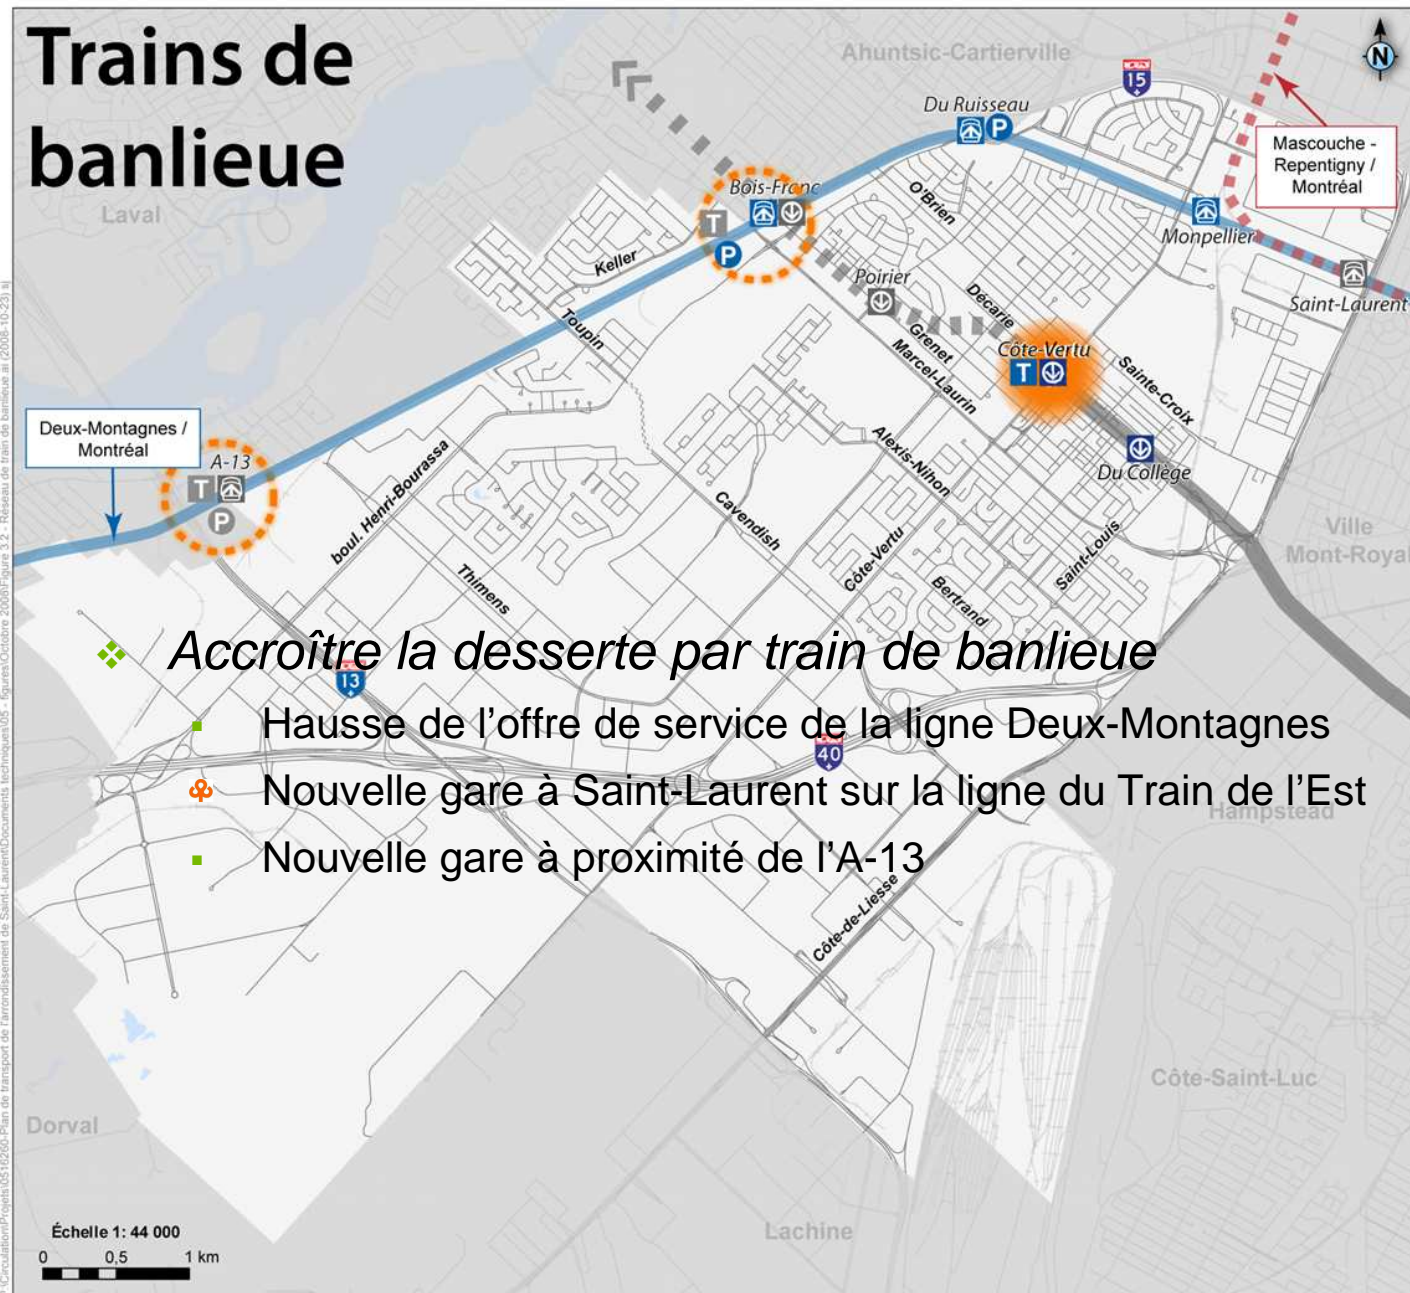 Trains de
banlieue
Ahuntsic-Cartierville
15
N
Du Ruisseau
P
Mascouche -
Repentigny /
Montréal
Laval
Bois-Franc
T
P
O'Brien
Monpellier
Keller
Poirier
Décarie
Saint-Laurent
Toupin
Grenet
Marcel-Laurin
Côte-Vertu
T
Sainte-Croix
Deux-Montagnes /
Montréal
A-13
T
P
boul. Henri-Bourassa
Alexis-Nihon
Du Collège
Cavendish
Ville
Mont-Royal
Côte-Vertu
Saint-Louis
Thimens
Bertrand
Accroître la desserte par train de banlieue
13
Hausse de l'offre de service de la ligne Deux-Montagnes
40
Nouvelle gare à Saint-Laurent sur la ligne du Train de l'Est
Hampstead
Nouvelle gare à proximité de l'A-13
Côte-de-Liesse
Côte-Saint-Luc
Dorval
Lachine
Échelle 1: 44 000
0 0,5 1 km